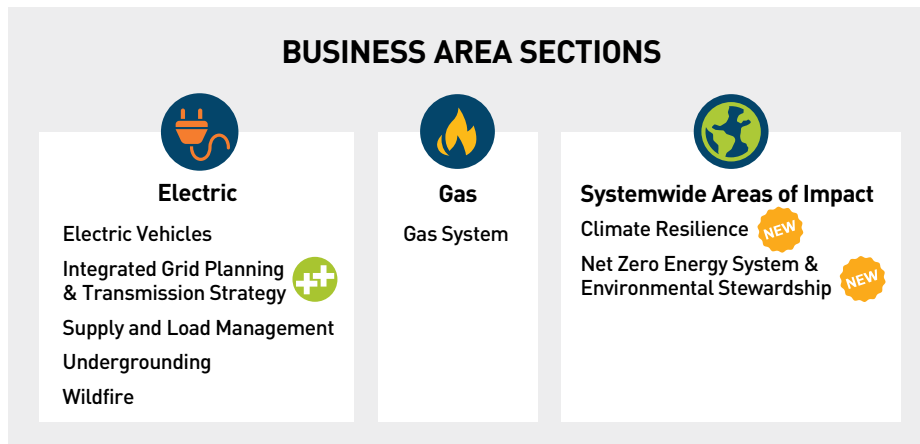 BUSINESS AREA SECTIONS
Electric
Electric Vehicles
Integrated Grid Planning
& Transmission Strategy
++
Supply and Load Management
Undergrounding
Wildfire
Gas
Gas System
Systemwide Areas of Impact
Climate Resilience NEW
Net Zero Energy System &
Environmental Stewardship NEW